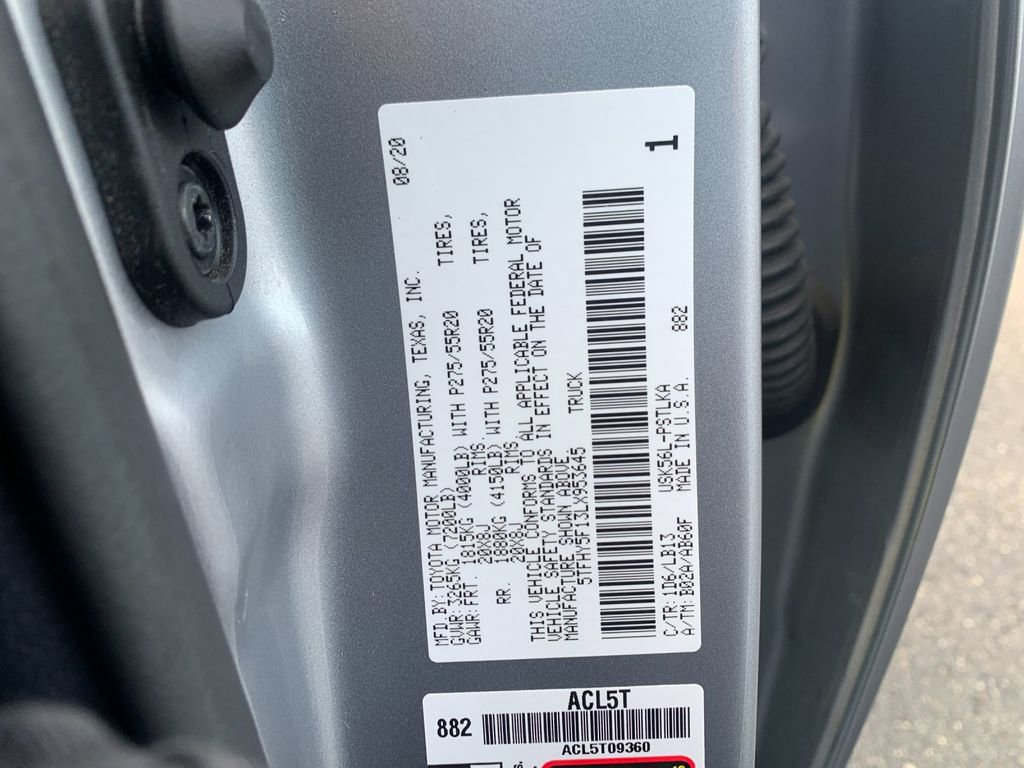 MFD.BY:TOYOTA MOTOR MANUFACTURING, TEXAS, INC. 08/20
GVWR:3265KG (7200LB)
GAWR:FRT. 1815KG (4000LB) WITH P275/55R20 TIRES,
20X8J RIMS.
RR. 1880KG (4150LB) WITH P275/55R20 TIRES,
20X8J RIMS.
THIS VEHICLE CONFORMS TO ALL APPLICABLE FEDERAL MOTOR
VEHICLE SAFETY STANDARDS IN EFFECT ON THE DATE OF
MANUFACTURE SHOWN ABOVE.
5TFHY5F13LX953645 TRUCK
C/TR:1D6/LB13 USK56L-PSTLKA 882
A/TM:B02A/AB60F MADE IN U.S.A.
1
ACL5T
882
ACL5T09360